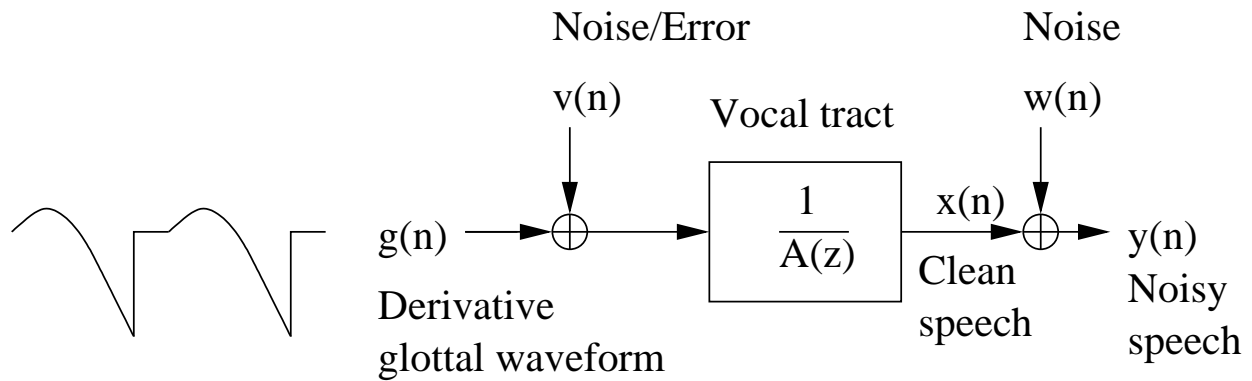 Noise/Error
Noise
v(n)
w(n)
Vocal tract
g(n)
1
A(z)
x(n)
y(n)
Derivative
glottal waveform
Clean
speech
Noisy
speech